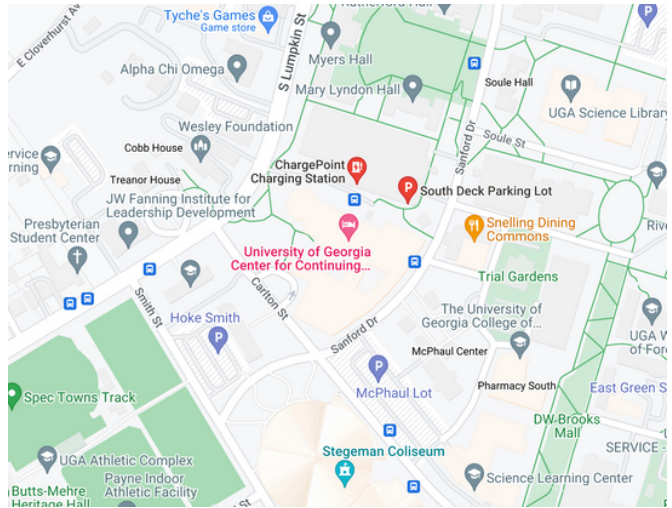 Tyche's Games
Game store
E Cloverhurst Av
S Lumpkin St
Rutherford Hall
Myers Hall
Alpha Chi Omega
Mary Lyndon Hall
Soule Hall
UGA Science Library
Wesley Foundation
Soule St
Sanford Dr
Cobb House
ChargePoint
Charging Station
Treanor House
South Deck Parking Lot
JW Fanning Institute for
Leadership Development
Presbyterian
Student Center
Snelling Dining
Commons
University of Georgia
Center for Continuing...
Trial Gardens
Smith St
Carlton St
Hoke Smith
Sanford Dr
The University of
Georgia College of...
UGA W
of For
McPhaul Center
McPhaul Lot
Pharmacy South
East Green S
Spec Towns Track
DW-Brooks
Mall
SERVICE -
Stegeman Coliseum
UGA Athletic Complex
Payne Indoor
Athletic Facility
Science Learning Center
Butts-Mehre
Heritage Hall